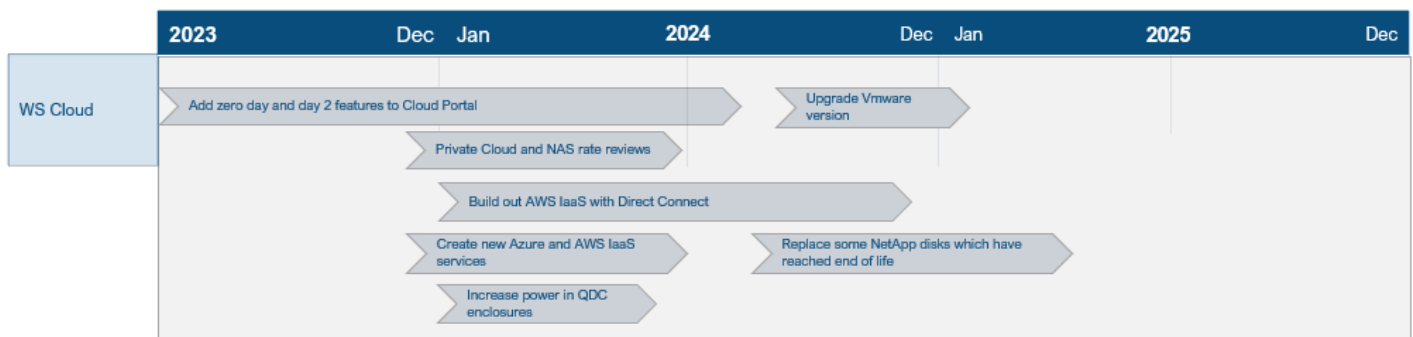 2023 Dec Jan 2024 Dec Jan 2025 Dec
WS Cloud
Add zero day and day 2 features to Cloud Portal
Upgrade Vmware
version
Private Cloud and NAS rate reviews
Build out AWS IaaS with Direct Connect
Create new Azure and AWS IaaS
services
Replace some NetApp disks which have
reached end of life
Increase power in QDC
enclosures